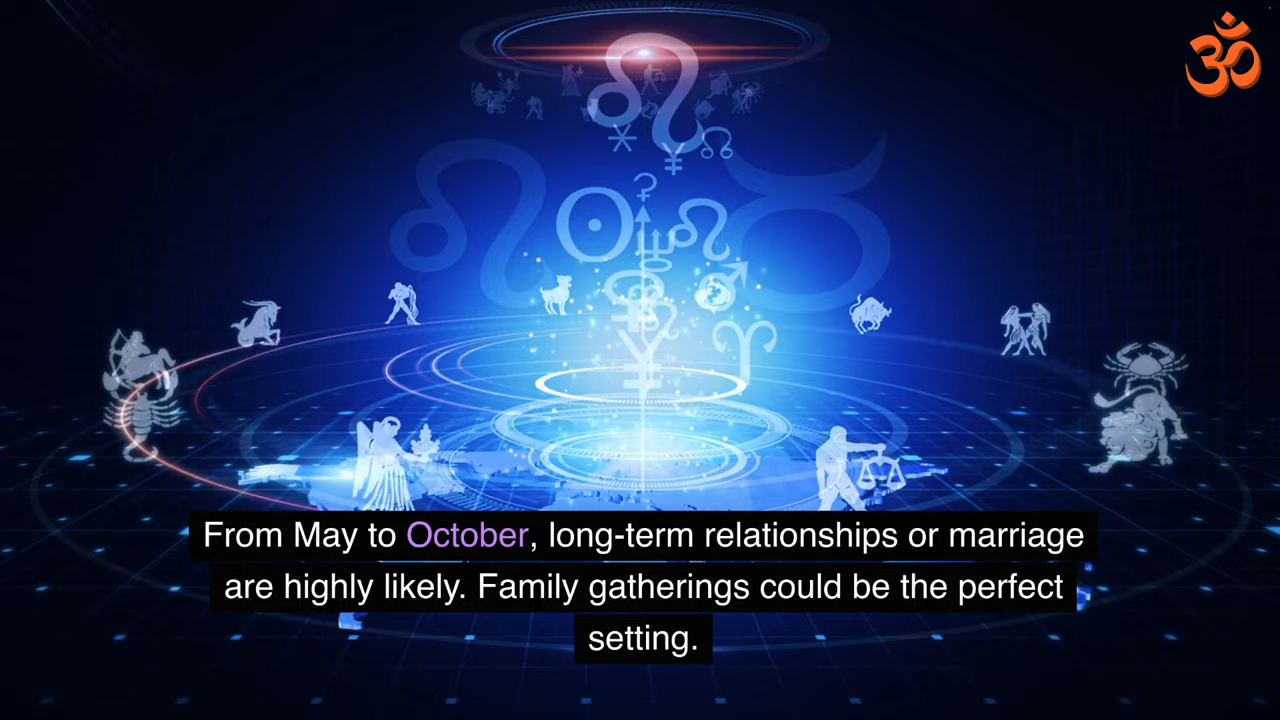 ॐ
From May to October, long-term relationships or marriage
are highly likely. Family gatherings could be the perfect
setting.